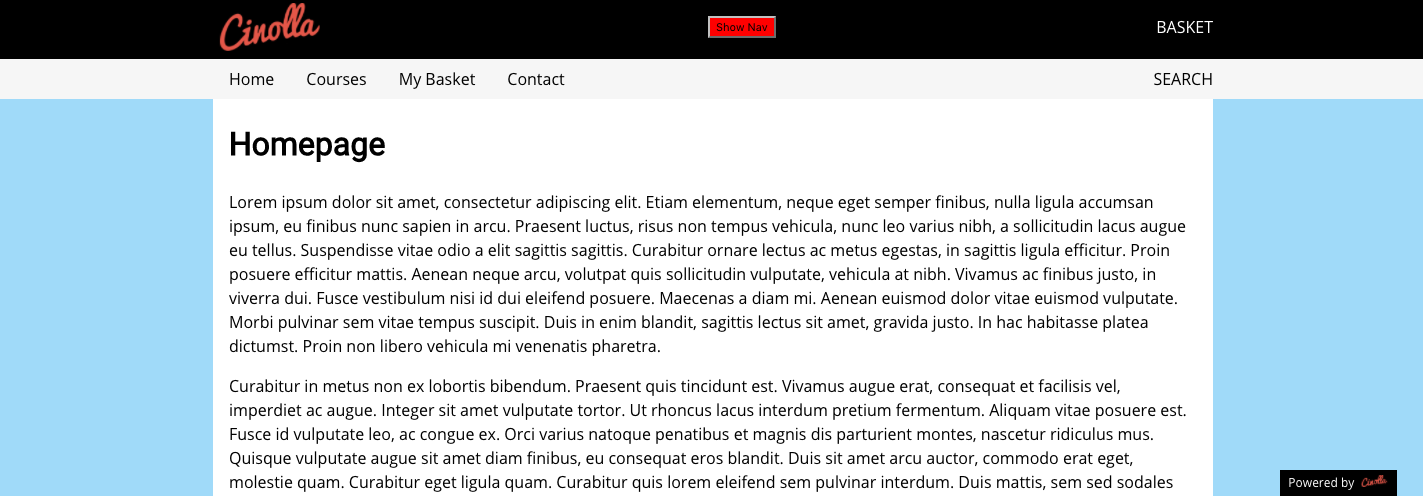 Cinolla
Show Nav
BASKET
Home Courses My Basket Contact
SEARCH
Homepage
Lorem ipsum dolor sit amet, consectetur adipiscing elit. Etiam elementum, neque eget semper finibus, nulla ligula accumsan
ipsum, eu finibus nunc sapien in arcu. Praesent luctus, risus non tempus vehicula, nunc leo varius nibh, a sollicitudin lacus augue
eu tellus. Suspendisse vitae odio a elit sagittis sagittis. Curabitur ornare lectus ac metus egestas, in sagittis ligula efficitur. Proin
posuere efficitur mattis. Aenean neque arcu, volutpat quis sollicitudin vulputate, vehicula at nibh. Vivamus ac finibus justo, in
viverra dui. Fusce vestibulum nisi id dui eleifend posuere. Maecenas a diam mi. Aenean euismod dolor vitae euismod vulputate.
Morbi pulvinar sem vitae tempus suscipit. Duis in enim blandit, sagittis lectus sit amet, gravida justo. In hac habitasse platea
dictumst. Proin non libero vehicula mi venenatis pharetra.
Curabitur in metus non ex lobortis bibendum. Praesent quis tincidunt est. Vivamus augue erat, consequat et facilisis vel,
imperdiet ac augue. Integer sit amet vulputate tortor. Ut rhoncus lacus interdum pretium fermentum. Aliquam vitae posuere est.
Fusce id vulputate leo, ac congue ex. Orci varius natoque penatibus et magnis dis parturient montes, nascetur ridiculus mus.
Quisque vulputate augue sit amet diam finibus, eu consequat eros blandit. Duis sit amet arcu auctor, commodo erat eget,
molestie quam. Curabitur eget ligula quam. Curabitur quis lorem eleifend sem pulvinar interdum. Duis mattis, sem sed sodales
Powered by Cinolla